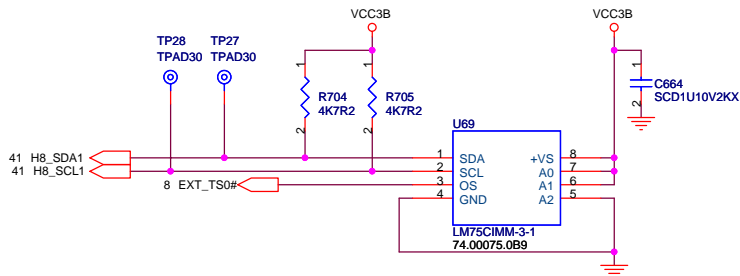 VCC3B
VCC3B
TP28
TPAD30
TP27
TPAD30
1
1
1
R704
4K7R2
R705
4K7R2
C664
SCD1U10V2KX
2
2
2
U69
41 H8_SDA1
41 H8_SCL1
8 EXT_TS0#
1 SDA
2 SCL
3 OS
4 GND
+VS 8
A0 7
A1 6
A2 5
LM75CIMM-3-1
74.00075.0B9